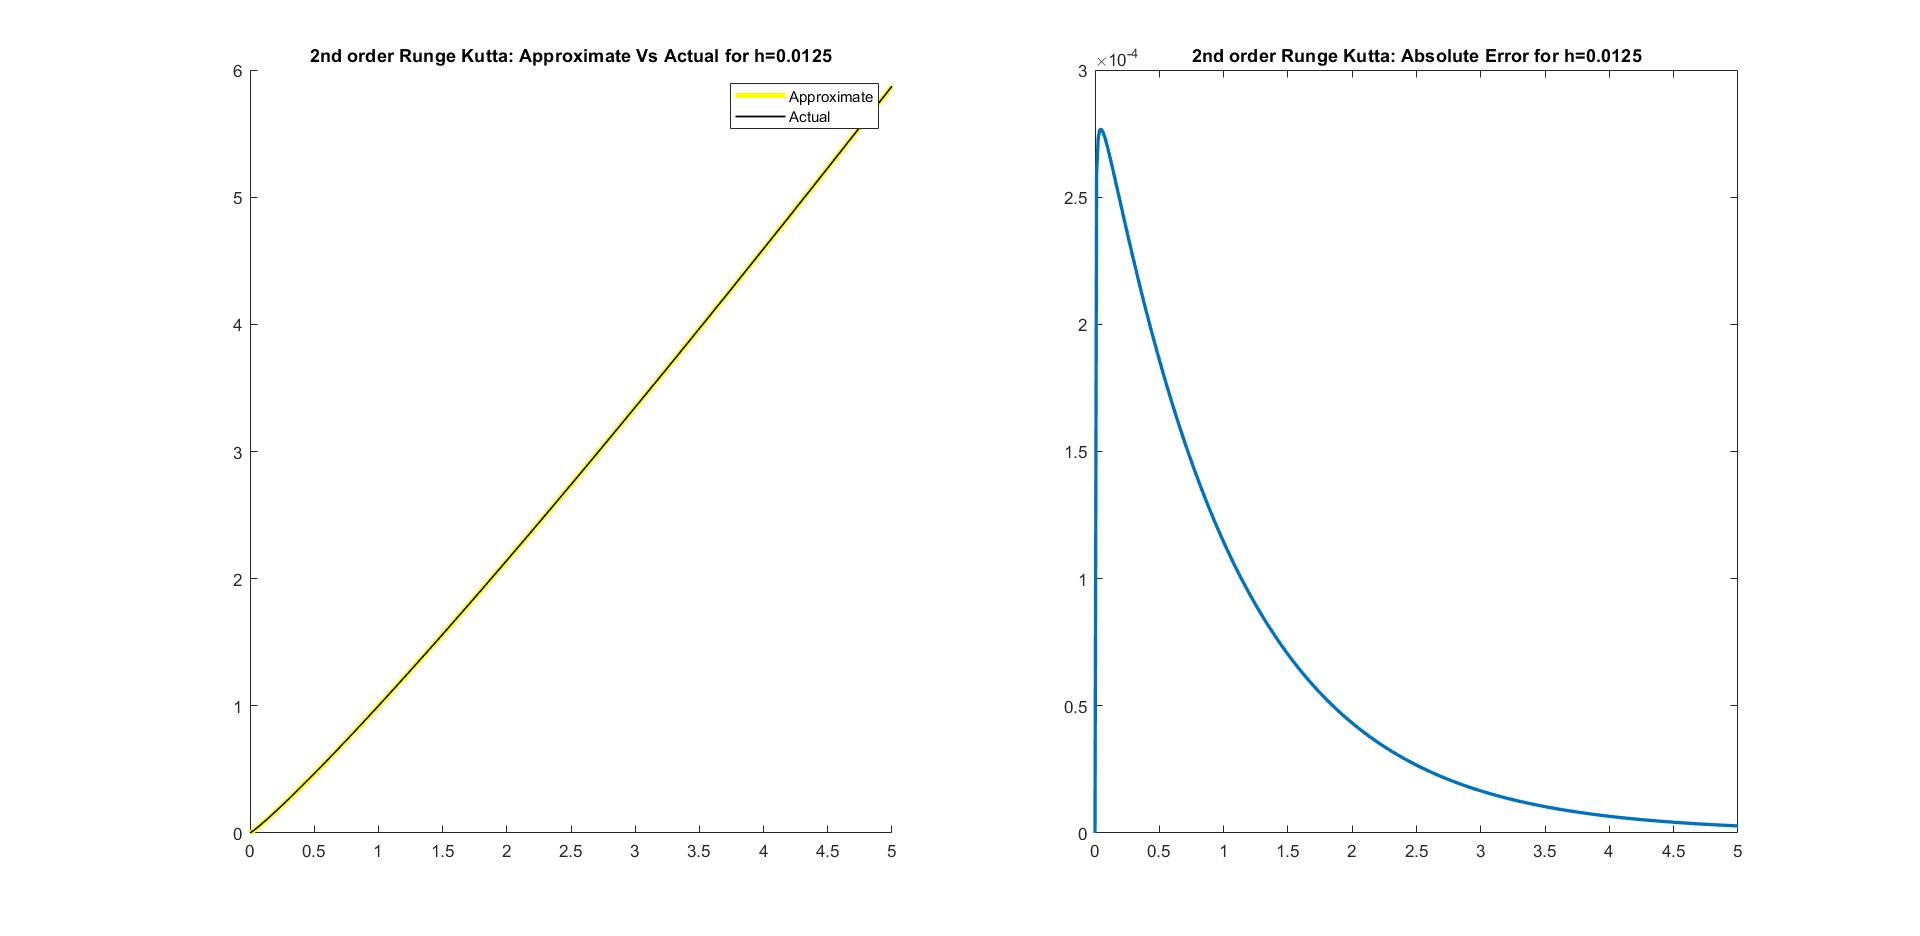 2nd order Runge Kutta: Approximate Vs Actual for h=0.0125
Approximate
Actual
6
5
4
3
2
1
0
0 0.5 1 1.5 2 2.5 3 3.5 4 4.5 5
2nd order Runge Kutta: Absolute Error for h=0.0125
×10-4
3
2.5
2
1.5
1
0.5
0
0 0.5 1 1.5 2 2.5 3 3.5 4 4.5 5